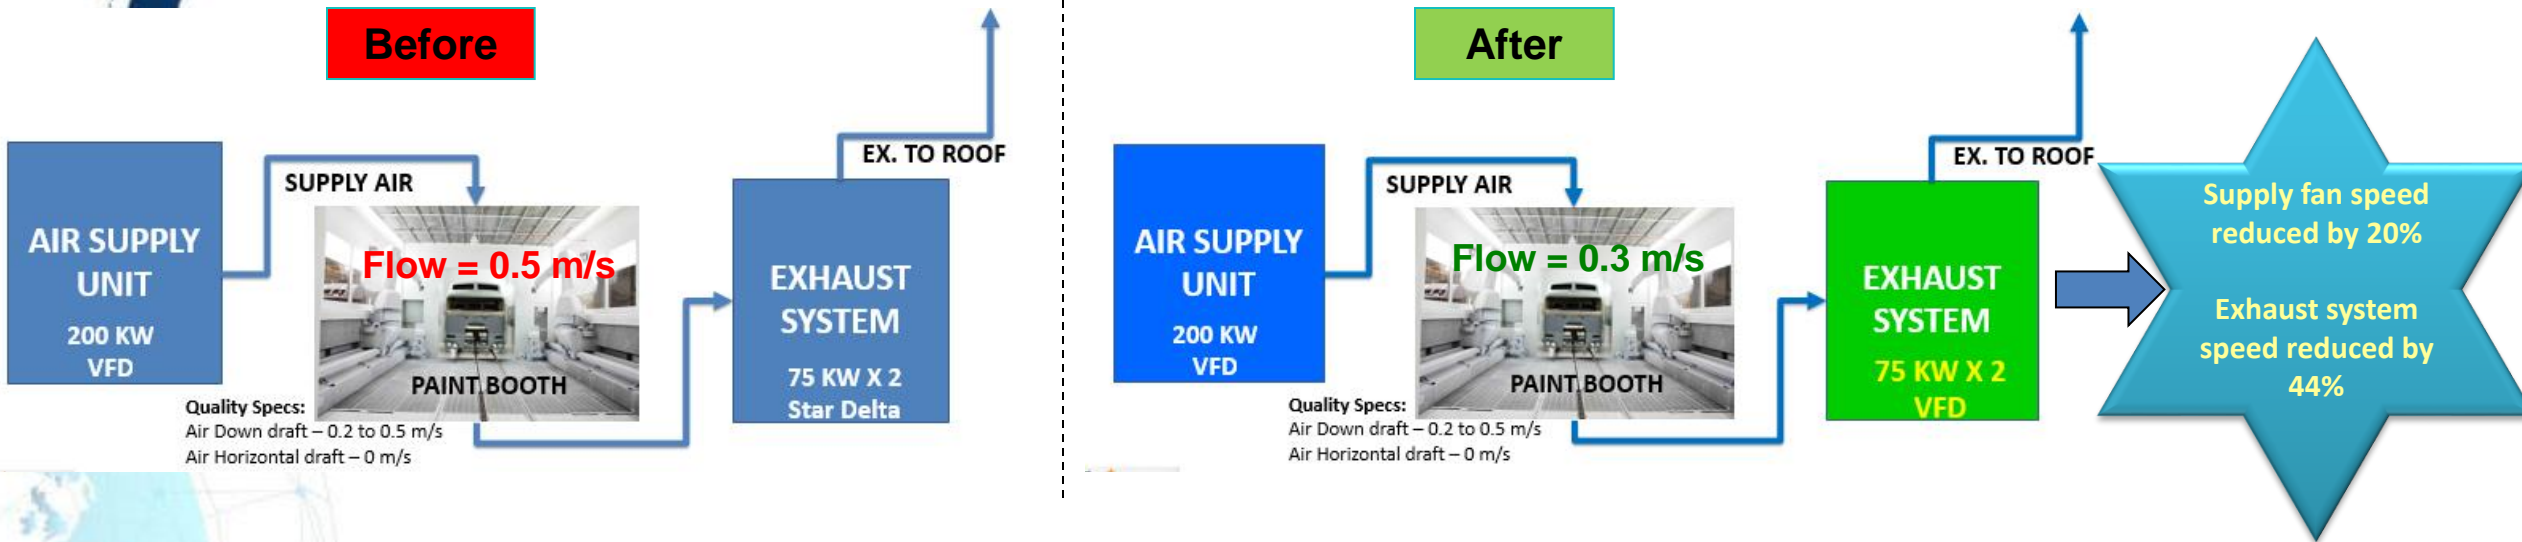 Before
AIR SUPPLY
UNIT
200 KW
VFD
SUPPLY AIR
Flow = 0.5 m/s
PAINT BOOTH
Quality Specs:
Air Down draft – 0.2 to 0.5 m/s
Air Horizontal draft – 0 m/s
EX. TO ROOF
EXHAUST
SYSTEM
75 KW X 2
Star Delta
After
AIR SUPPLY
UNIT
200 KW
VFD
SUPPLY AIR
Flow = 0.3 m/s
PAINT BOOTH
Quality Specs:
Air Down draft – 0.2 to 0.5 m/s
Air Horizontal draft – 0 m/s
EX. TO ROOF
EXHAUST
SYSTEM
75 KW X 2
VFD
Supply fan speed
reduced by 20%
Exhaust system
speed reduced by
44%